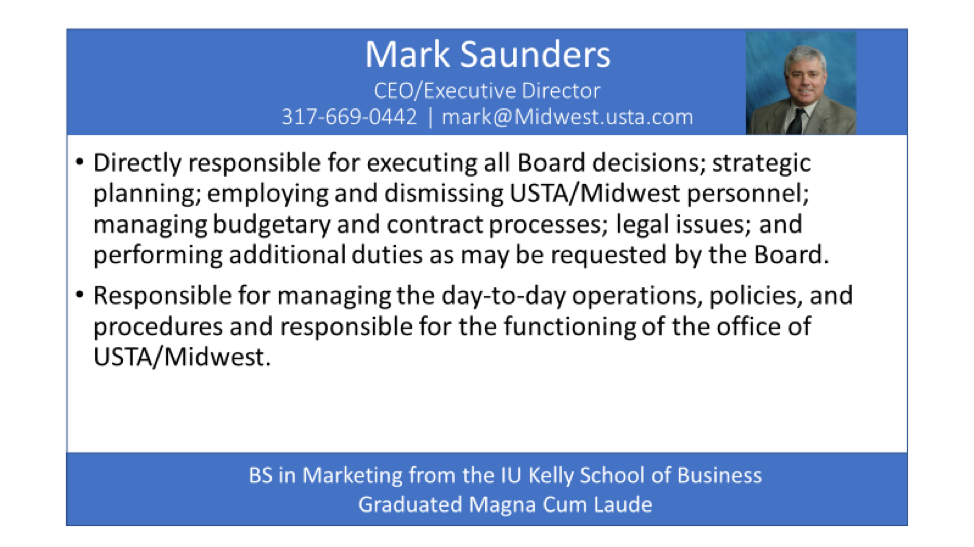 Mark Saunders
CEO/Executive Director
317-669-0442 | mark@Midwest.usta.com
• Directly responsible for executing all Board decisions; strategic
planning; employing and dismissing USTA/Midwest personnel;
managing budgetary and contract processes; legal issues; and
performing additional duties as may be requested by the Board.
• Responsible for managing the day-to-day operations, policies, and
procedures and responsible for the functioning of the office of
USTA/Midwest.
BS in Marketing from the IU Kelly School of Business
Graduated Magna Cum Laude